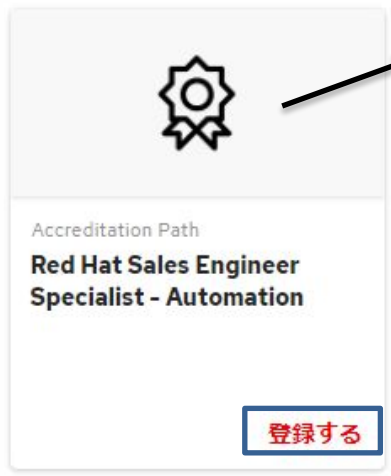 Accreditation Path
Red Hat Sales Engineer
Specialist - Automation
登録する